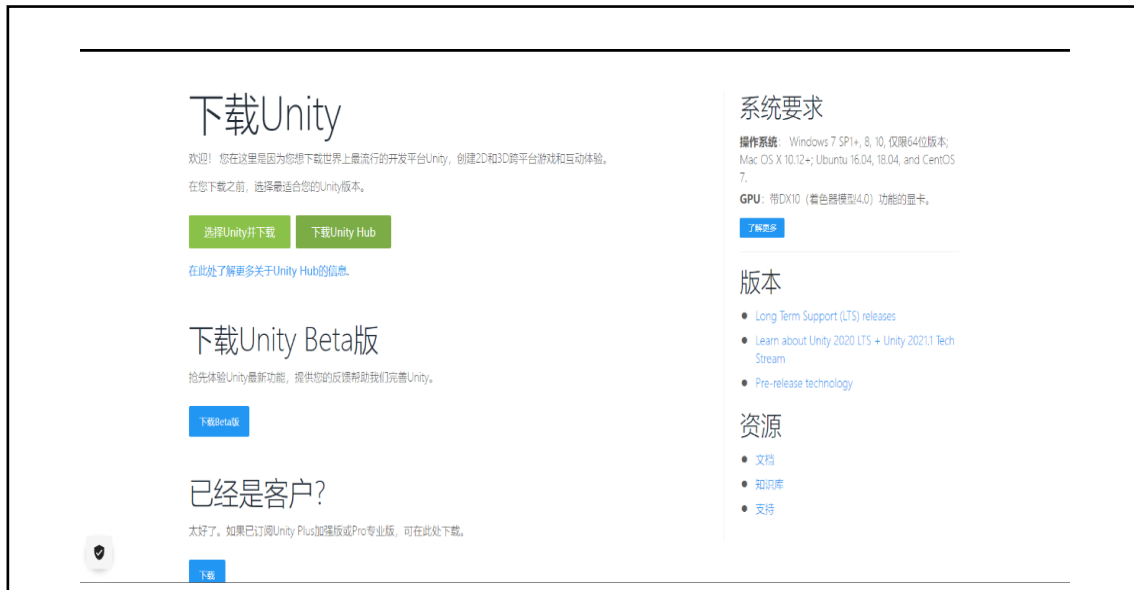 下载Unity
欢迎！ 您在这里是因为您想下载世界上最流行的开发平台Unity，创建2D和3D跨平台游戏和互动体验。
在您下载之前，选择最适合您的Unity版本。
选择Unity并下载
下载Unity Hub
在此处了解更多关于Unity Hub的信息.
下载Unity Beta版
抢先体验Unity最新功能，提供您的反馈帮助我们完善Unity。
下载Beta版
已经是客户?
太好了。如果已订阅Unity Plus加强版或Pro专业版，可在此处下载。
下载
系统要求
操作系统： Windows 7 SP1+, 8, 10, 仅限64位版本;
Mac OS X 10.12+; Ubuntu 16.04, 18.04, and CentOS
7.
GPU：带DX10（着色器模型4.0）功能的显卡。
了解更多
版本
Long Term Support (LTS) releases
Learn about Unity 2020 LTS + Unity 2021.1 Tech
Stream
Pre-release technology
资源
文档
知识库
支持